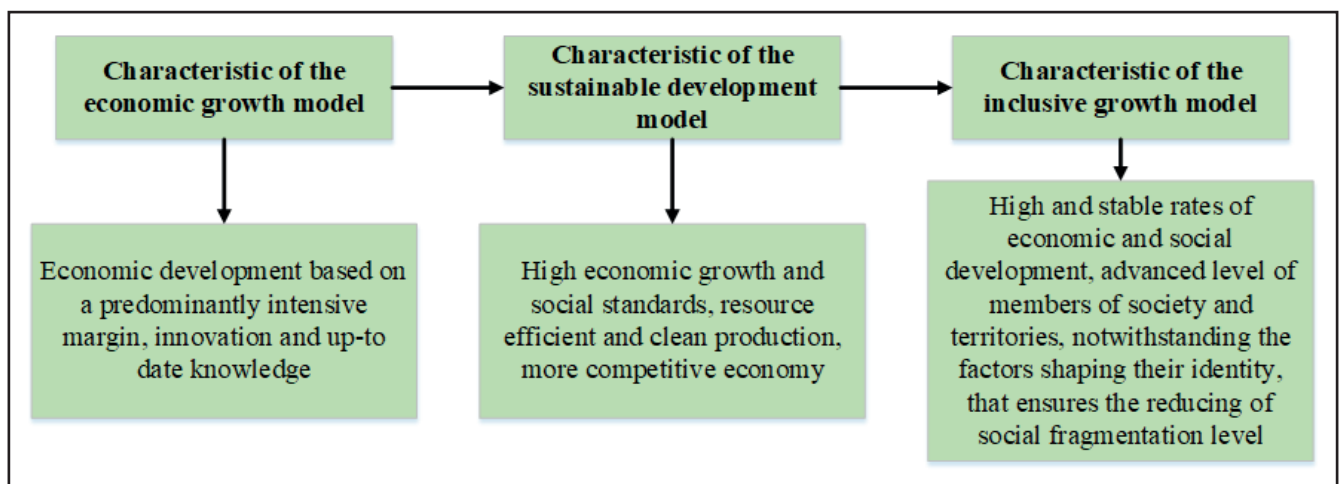 Characteristic of the
economic growth model
Characteristic of the
sustainable development
model
Characteristic of the
inclusive growth model
Economic development based on
a predominantly intensive
margin, innovation and up-to
date knowledge
High economic growth and
social standards, resource
efficient and clean production,
more competitive economy
High and stable rates of
economic and social
development, advanced level of
members of society and
territories, notwithstanding the
factors shaping their identity,
that ensures the reducing of
social fragmentation level